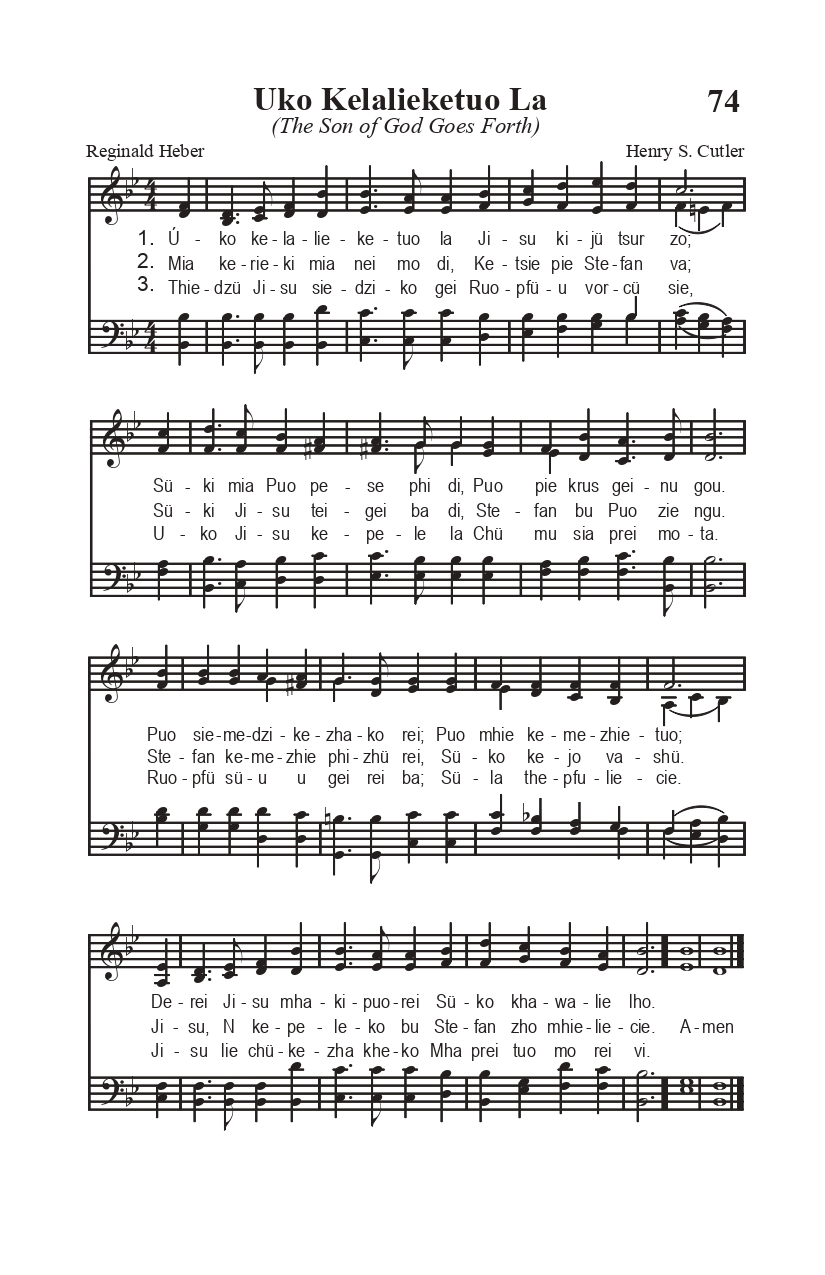 Uko Kelalieketuo La
74
(The Son of God Goes Forth)
Reginald Heber
Henry S. Cutler
1. Ú - ko ke-la-lie - ke-tuo la Ji - su ki - jü tsur zo;
2. Mia ke-rie-ki mia nei mo di, Ke-tsie pie Ste-fan va;
3. Thie-dzü Ji-su sie-dzi-ko gei Ruo-pfü-u vor-cü sie,
Sü - ki mia Puo pe - se phi di, Puo pie krus gei - nu gou.
Sü - ki Ji - su tei - gei ba di, Ste - fan bu Puo zie ngu.
U - ko Ji - su ke - pe - le la Chü mu sia prei mo - ta.
Puo sie-me-dzi-ke-zha-ko rei; Puo mhie ke-me-zhie-tuo;
Ste-fan ke-me-zhie phi-zhü rei, Sü - ko ke - jo va-shü.
Ruo-pfü sü-u u gei rei ba; Sü - la the-pfu-lie-cie.
De-rei Ji-su mha-ki-puo-rei Sü-ko kha-wa-lie lho.
Ji-su, N ke-pe-le-ko bu Ste-fan zho mhie-lie-cie. A-men
Ji - su lie chü-ke-zha khe-ko Mha prei tuo mo rei vi.